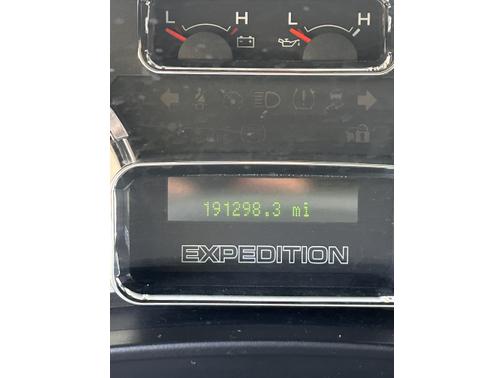 L H L H
191298.3 mi
EXPEDITION